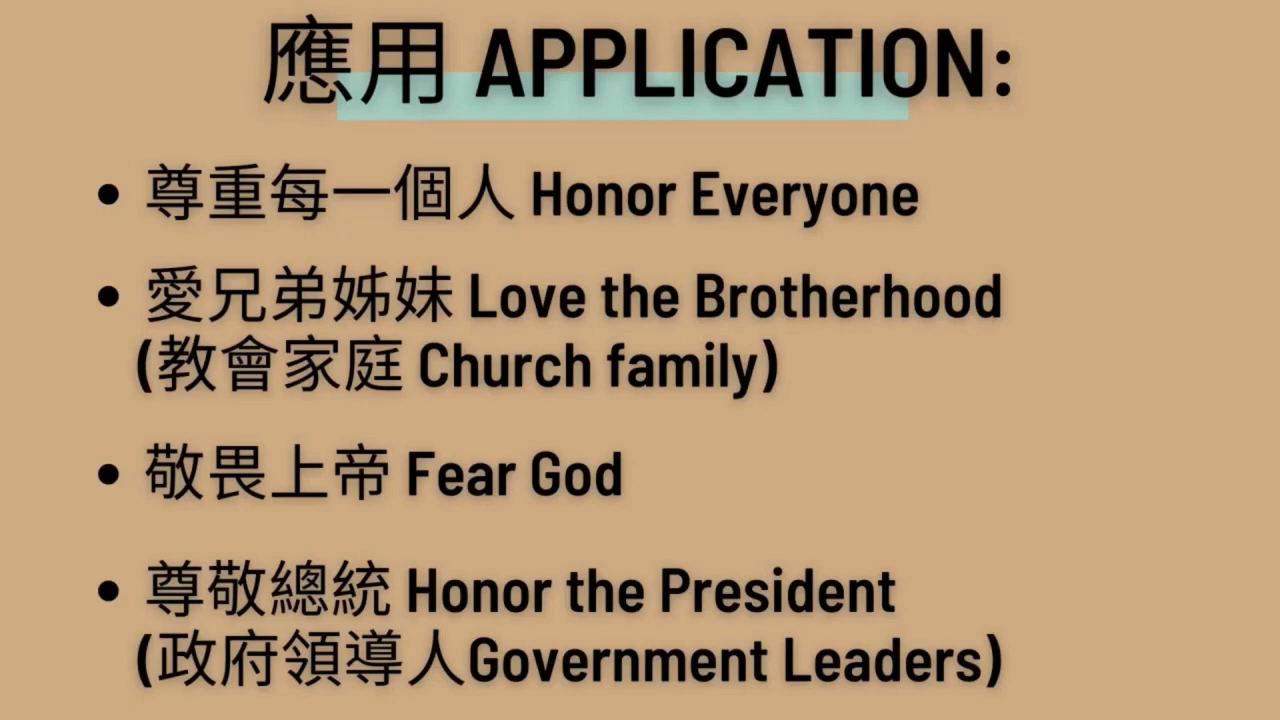 應用 APPLICATION:
• 尊重每一個人 Honor Everyone
• 愛兄弟姊妹 Love the Brotherhood
(教會家庭 Church family)
• 敬畏上帝 Fear God
• 尊敬總統 Honor the President
(政府領導人Government Leaders)